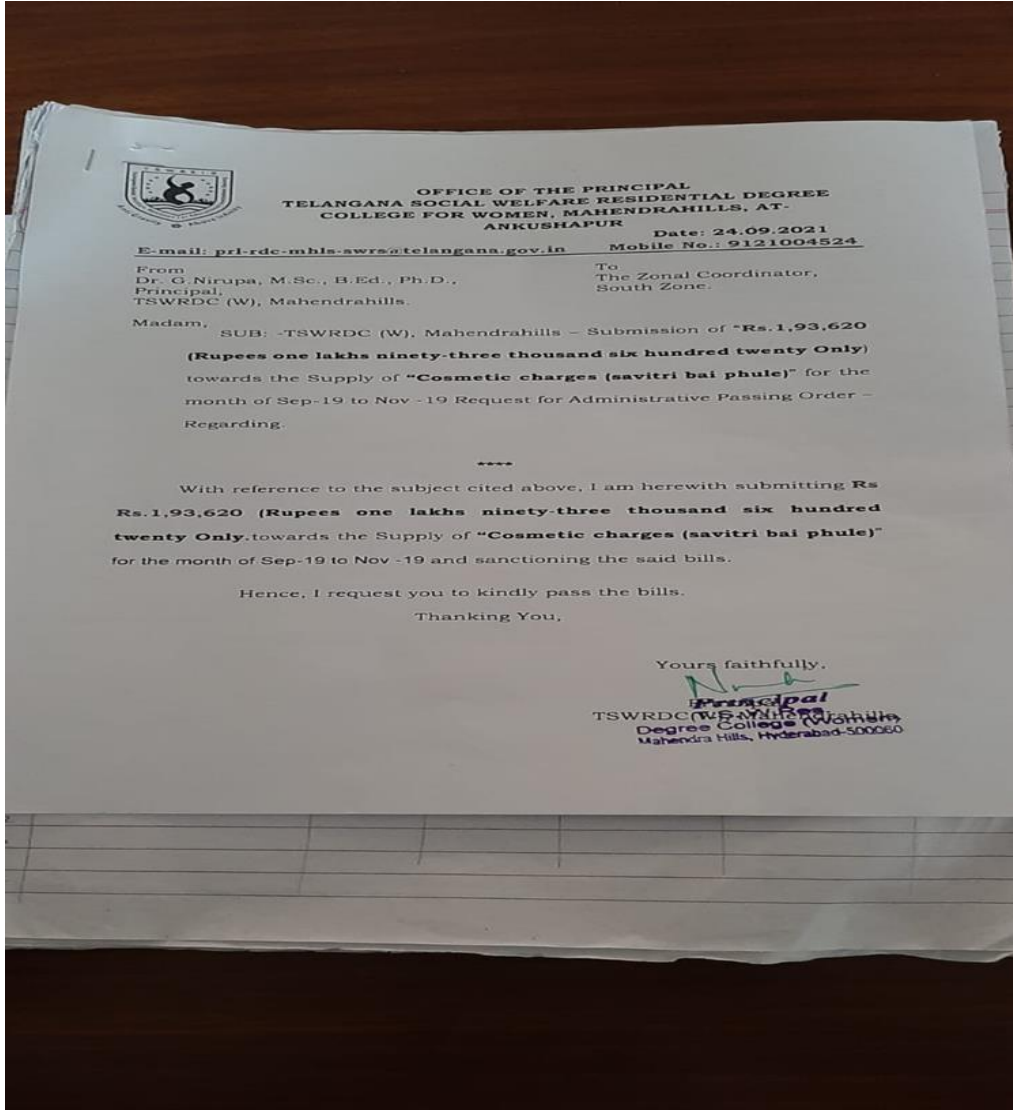 OFFICE OF THE PRINCIPAL
TELANGANA SOCIAL WELFARE RESIDENTIAL DEGREE
COLLEGE FOR WOMEN, MAHENDRAHILLS, AT-
ANKUSHAPUR
Date: 24.09.2021
E-mail: prl-rdc-mhls-swrs@telangana.gov.in Mobile No.: 9121004524
From
Dr. G.Nirupa, M.Sc., B.Ed., Ph.D.,
Principal,
TSWRDC (W), Mahendrahills.
To
The Zonal Coordinator,
South Zone.
Madam,
SUB: -TSWRDC (W), Mahendrahills – Submission of "Rs.1,93,620
(Rupees one lakhs ninety-three thousand six hundred twenty Only)
towards the Supply of "Cosmetic charges (savitri bai phule)" for the
month of Sep-19 to Nov -19 Request for Administrative Passing Order –
Regarding.
****
With reference to the subject cited above, I am herewith submitting Rs
Rs.1,93,620 (Rupees one lakhs ninety-three thousand six hundred
twenty Only.towards the Supply of "Cosmetic charges (savitri bai phule)"
for the month of Sep-19 to Nov -19 and sanctioning the said bills.
Hence, I request you to kindly pass the bills.
Thanking You,
Yours faithfully,
Principal
TSWRDC
Degree College (Women)
Mahendra Hills, Hyderabad-500060